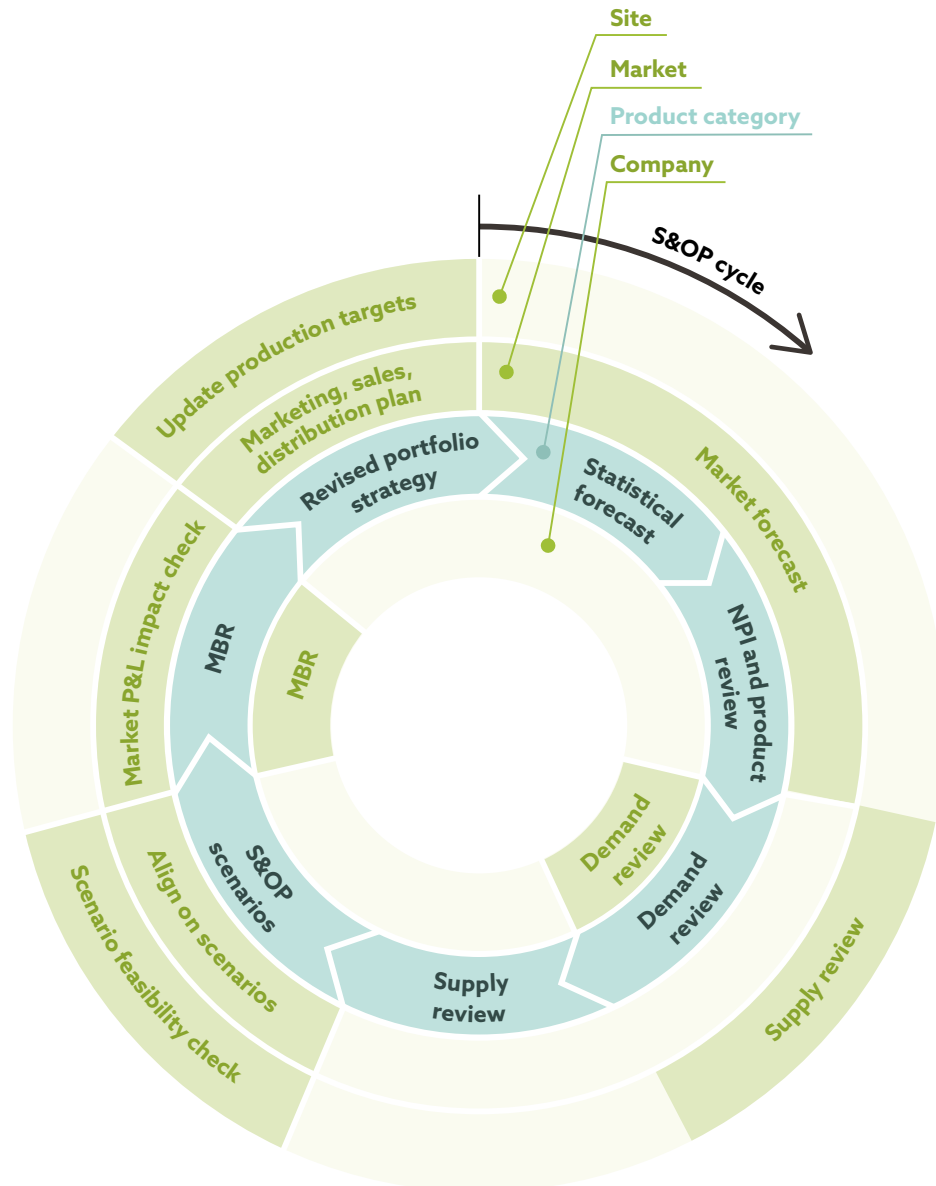 Site
Market
Product category
Company
S&OP cycle
Update production targets
Marketing, sales,
distribution plan
Revised portfolio
strategy
Statistical
forecast
Market forecast
NPI and product
review
Market P&L impact check
MBR
MBR
Demand
review
Demand
review
Supply review
Supply
review
S&OP
scenarios
Align on scenarios
Scenario feasibility check